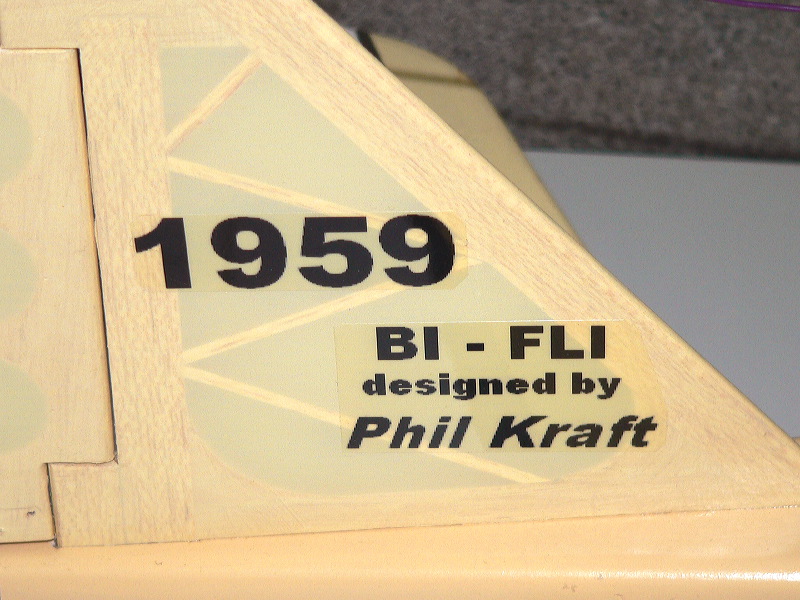 1959
BI - FLI
designed by
Phil Kraft